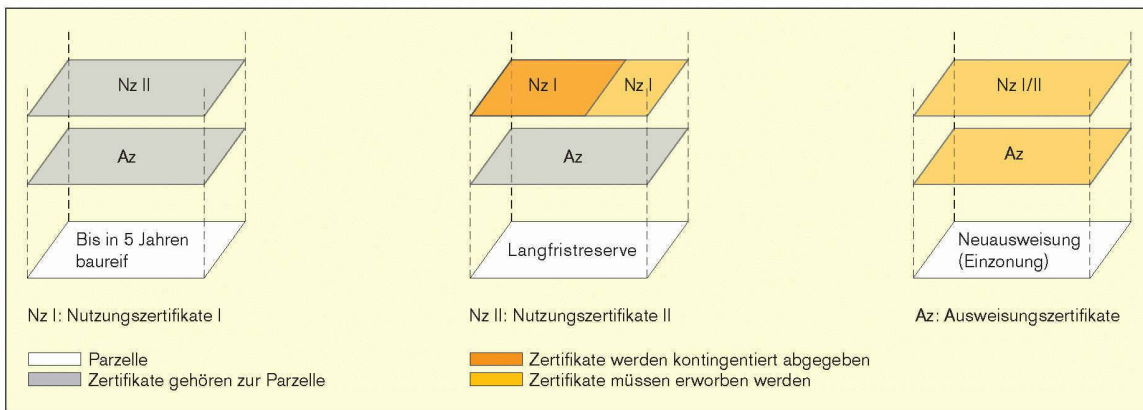 Nz II
Az
Bis in 5 Jahren
baureif
Nz I
Nz I
Az
Langfristreserve
Nz I/II
Az
Neuausweisung
(Einzonung)
Nz I: Nutzungszertifikate I
Nz II: Nutzungszertifikate II
Az: Ausweisungszertifikate
Parzelle
Zertifikate gehören zur Parzelle
Zertifikate werden kontingentiert abgegeben
Zertifikate müssen erworben werden